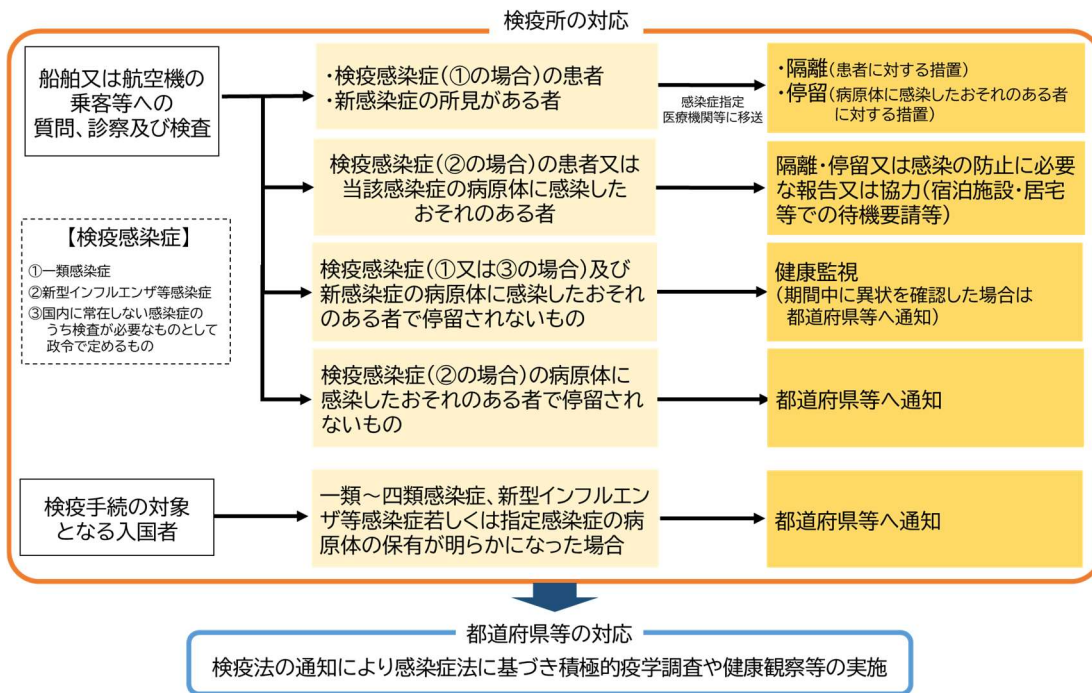 検疫所の対応
船舶又は航空機の
乗客等への
質問、診察及び検査
・検疫感染症(①の場合)の患者
・新感染症の所見がある者
感染症指定
医療機関等に移送
・隔離(患者に対する措置)
・停留(病原体に感染したおそれのある者
に対する措置)
検疫感染症(②の場合)の患者又は
当該感染症の病原体に感染した
おそれのある者
隔離・停留又は感染の防止に必要
な報告又は協力(宿泊施設・居宅
等での待機要請等)
【検疫感染症】
①一類感染症
②新型インフルエンザ等感染症
③国内に常在しない感染症の
うち検査が必要なものとして
政令で定めるもの
検疫感染症(①又は③の場合)及び
新感染症の病原体に感染したおそれ
のある者で停留されないもの
健康監視
(期間中に異状を確認した場合は
都道府県等へ通知)
検疫感染症(②の場合)の病原体に
感染したおそれのある者で停留され
ないもの
都道府県等へ通知
検疫手続の対象
となる入国者
一類~四類感染症、新型インフルエン
ザ等感染症若しくは指定感染症の病
原体の保有が明らかになった場合
都道府県等へ通知
都道府県等の対応
検疫法の通知により感染症法に基づき積極的疫学調査や健康観察等の実施